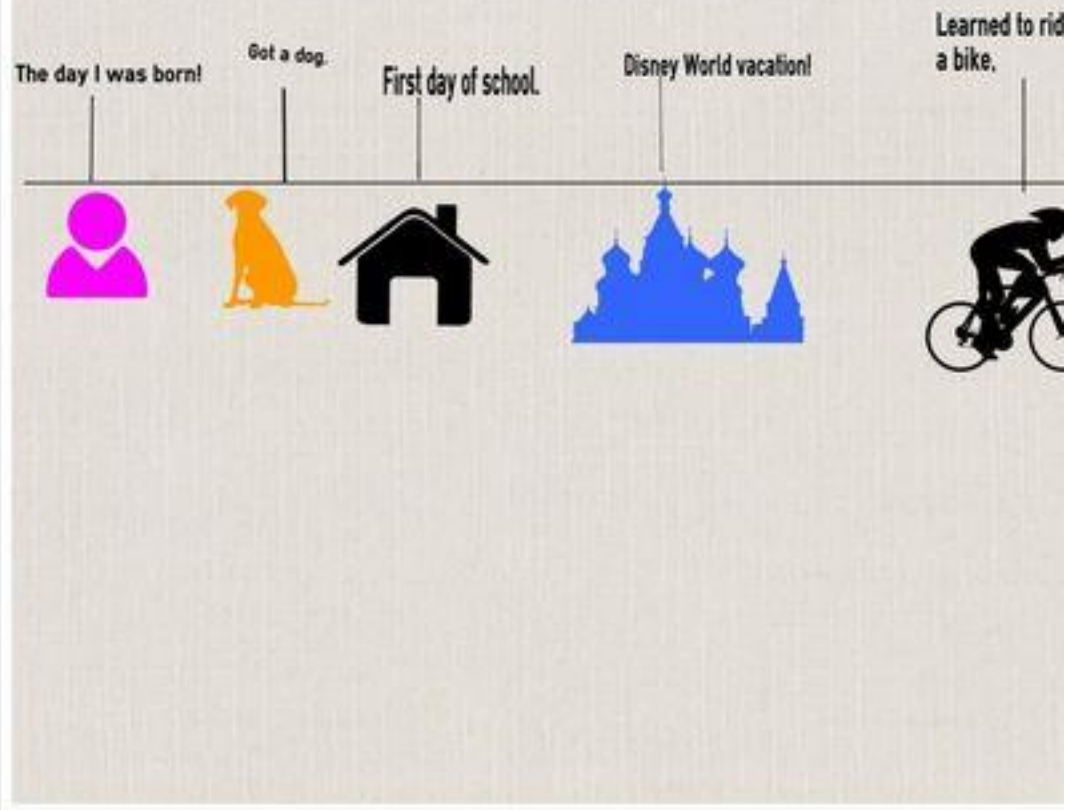 The day I was born!
Got a dog.
First day of school.
Disney World vacation!
Learned to rid
a bike.